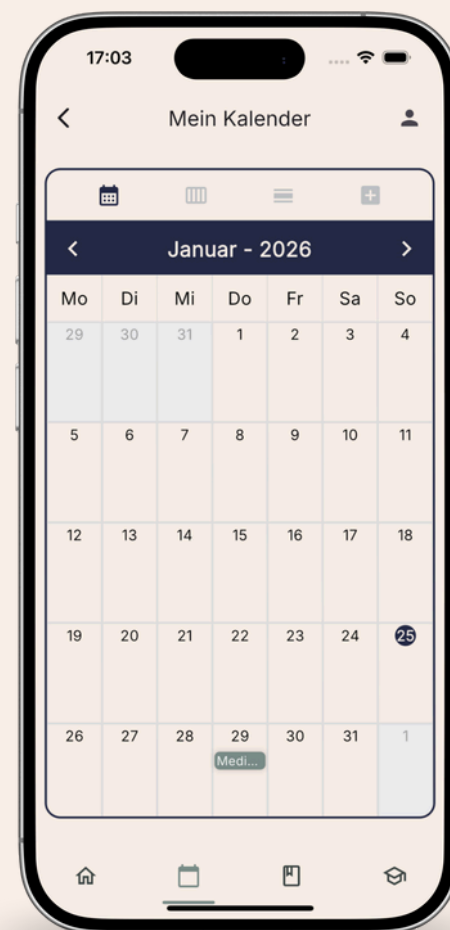 17:03
Mein Kalender
Januar - 2026
Mo Di Mi Do Fr Sa So
29 30 31 1 2 3 4
5 6 7 8 9 10 11
12 13 14 15 16 17 18
19 20 21 22 23 24 25
26 27 28 29 30 31 1
Medi...